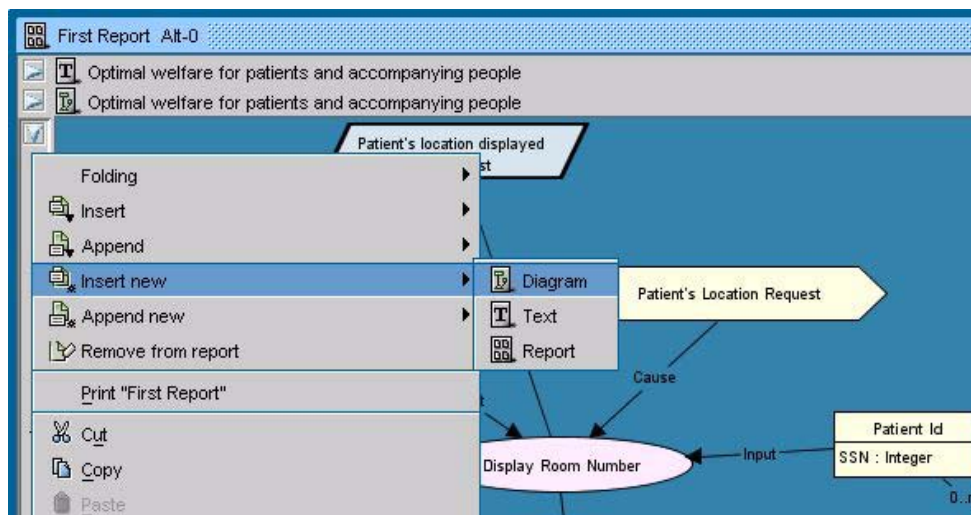 First Report Alt-0
Optimal welfare for patients and accompanying people
Optimal welfare for patients and accompanying people
Patient's location displayed
st
Folding
Insert
Append
Insert new
Diagram
Patient's Location Request
Append new
Text
Remove from report
Report
Cause
Print "First Report"
t
Patient Id
Cut
Display Room Number
Input
SSN : Integer
Copy
Paste